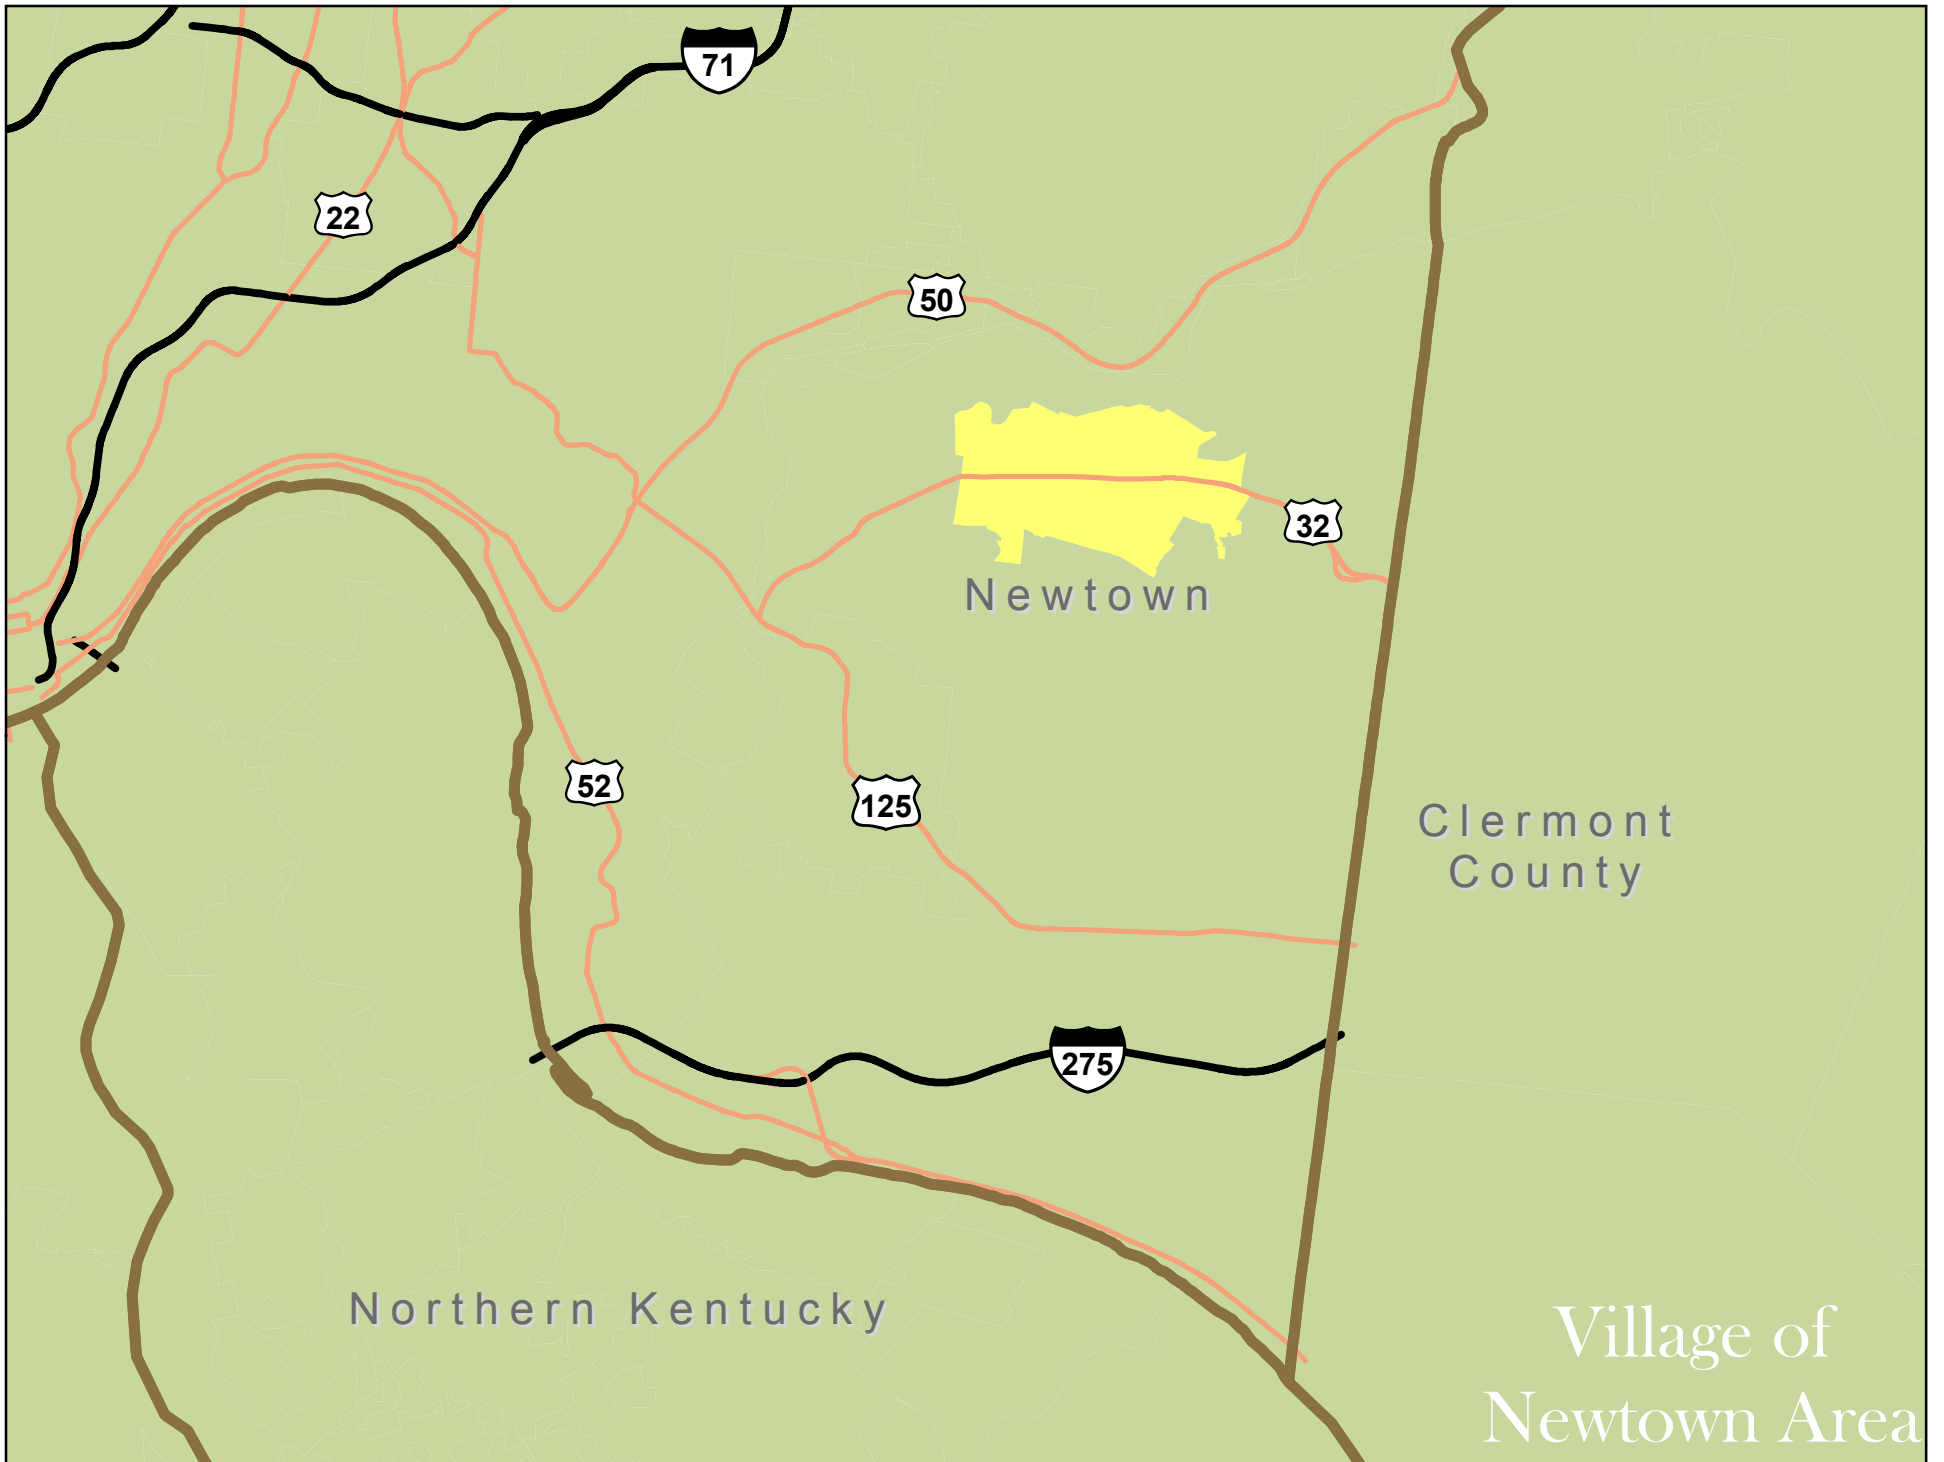 71
22
50
32
Newtown
52
125
Clermont
County
275
Northern Kentucky
Village of
Newtown Area